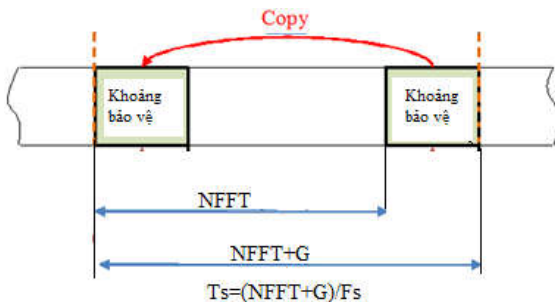 Copy
Khoảng
bảo vệ
Khoảng
bảo vệ
NFFT
NFFT+G
Ts=(NFFT+G)/Fs